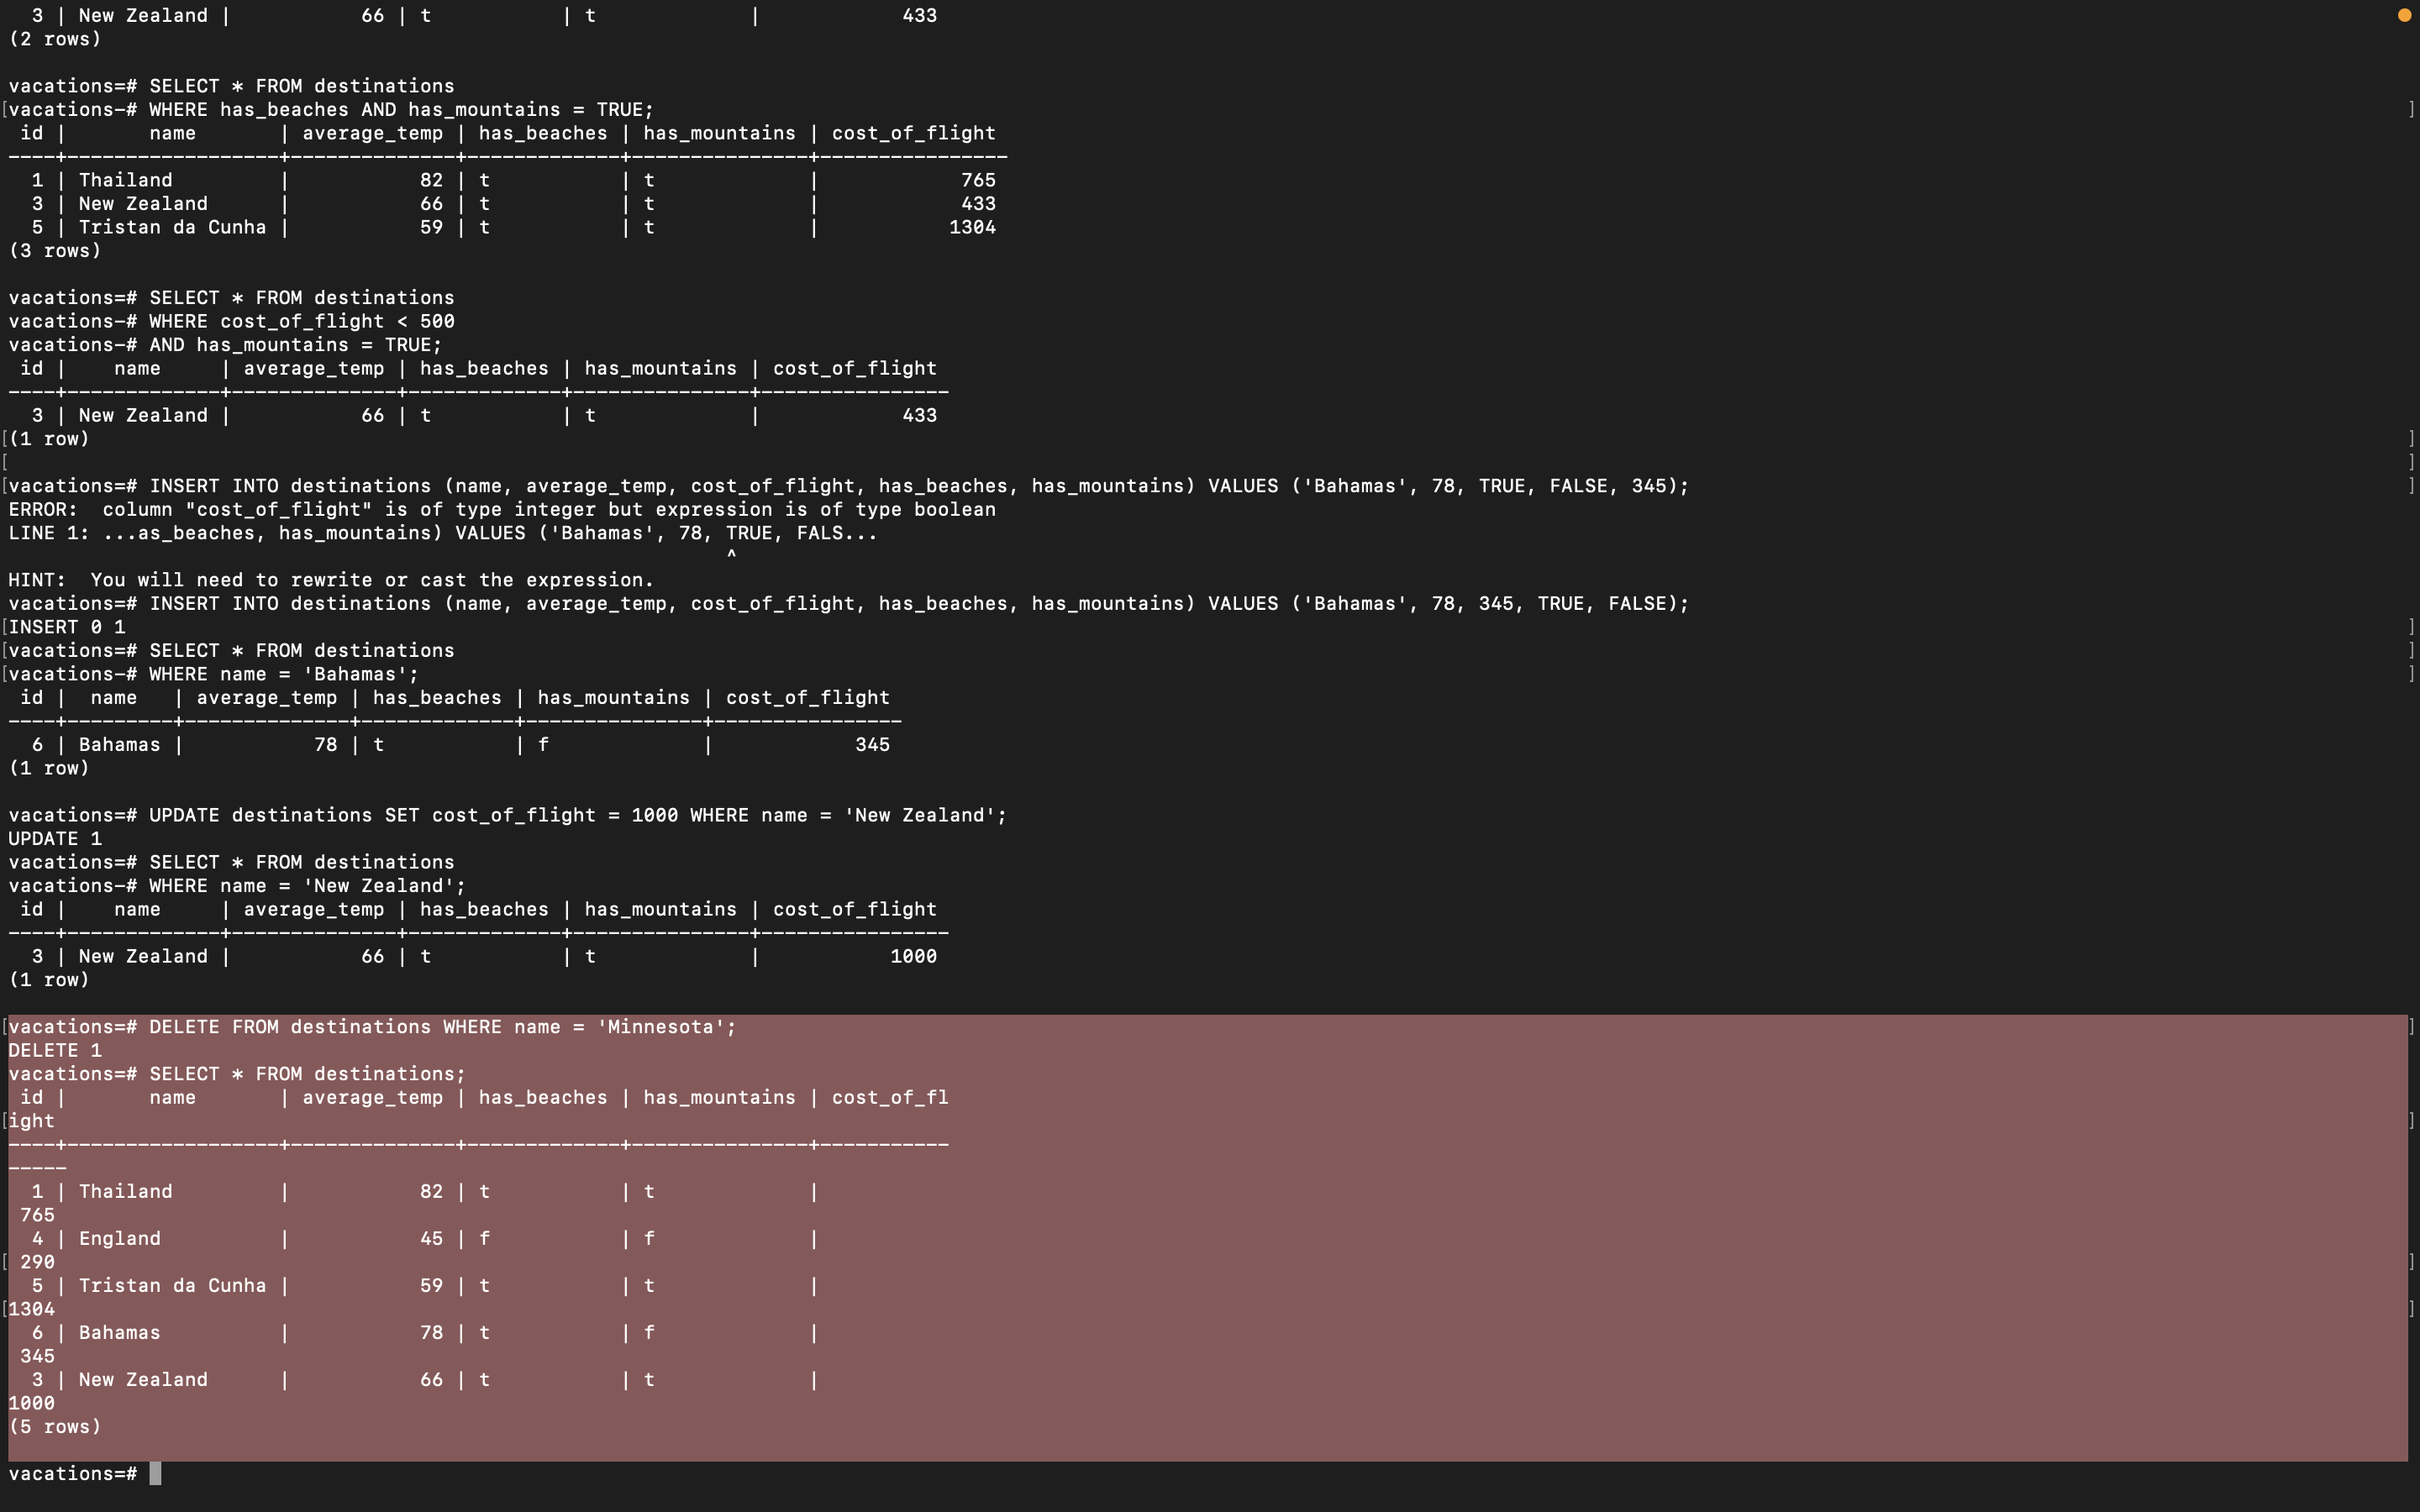 3 | New Zealand |           66 | t           | t             |            433
(2 rows)
vacations=# SELECT * FROM destinations
[vacations-# WHERE has_beaches AND has_mountains = TRUE; ]
 id |       name       | average_temp | has_beaches | has_mountains | cost_of_flight
----+------------------+--------------+-------------+---------------+----------------
  1 | Thailand         |           82 | t           | t             |            765
  3 | New Zealand      |           66 | t           | t             |            433
  5 | Tristan da Cunha |           59 | t           | t             |           1304
(3 rows)
vacations=# SELECT * FROM destinations
vacations-# WHERE cost_of_flight < 500
vacations-# AND has_mountains = TRUE;
 id |    name     | average_temp | has_beaches | has_mountains | cost_of_flight
----+-------------+--------------+-------------+---------------+----------------
  3 | New Zealand |           66 | t           | t             |            433
[(1 row) ]
[ ]
[vacations=# INSERT INTO destinations (name, average_temp, cost_of_flight, has_beaches, has_mountains) VALUES ('Bahamas', 78, TRUE, FALSE, 345); ]
ERROR:  column "cost_of_flight" is of type integer but expression is of type boolean
LINE 1: ...as_beaches, has_mountains) VALUES ('Bahamas', 78, TRUE, FALS...
                                                             ^
HINT:  You will need to rewrite or cast the expression.
vacations=# INSERT INTO destinations (name, average_temp, cost_of_flight, has_beaches, has_mountains) VALUES ('Bahamas', 78, 345, TRUE, FALSE);
[INSERT 0 1 ]
[vacations=# SELECT * FROM destinations ]
[vacations-# WHERE name = 'Bahamas'; ]
 id |  name   | average_temp | has_beaches | has_mountains | cost_of_flight
----+---------+--------------+-------------+---------------+----------------
  6 | Bahamas |           78 | t           | f             |            345
(1 row)
vacations=# UPDATE destinations SET cost_of_flight = 1000 WHERE name = 'New Zealand';
UPDATE 1
vacations=# SELECT * FROM destinations
vacations-# WHERE name = 'New Zealand';
 id |    name     | average_temp | has_beaches | has_mountains | cost_of_flight
----+-------------+--------------+-------------+---------------+----------------
  3 | New Zealand |           66 | t           | t             |           1000
(1 row)
[vacations=# DELETE FROM destinations WHERE name = 'Minnesota'; ]
DELETE 1
vacations=# SELECT * FROM destinations;
 id |       name       | average_temp | has_beaches | has_mountains | cost_of_fl
[ight ]
----+------------------+--------------+-------------+---------------+-----------
-----
  1 | Thailand         |           82 | t           | t             |
 765
  4 | England          |           45 | f           | f             |
[ 290 ]
  5 | Tristan da Cunha |           59 | t           | t             |
[1304 ]
  6 | Bahamas          |           78 | t           | f             |
 345
  3 | New Zealand      |           66 | t           | t             |
1000
(5 rows)
vacations=#